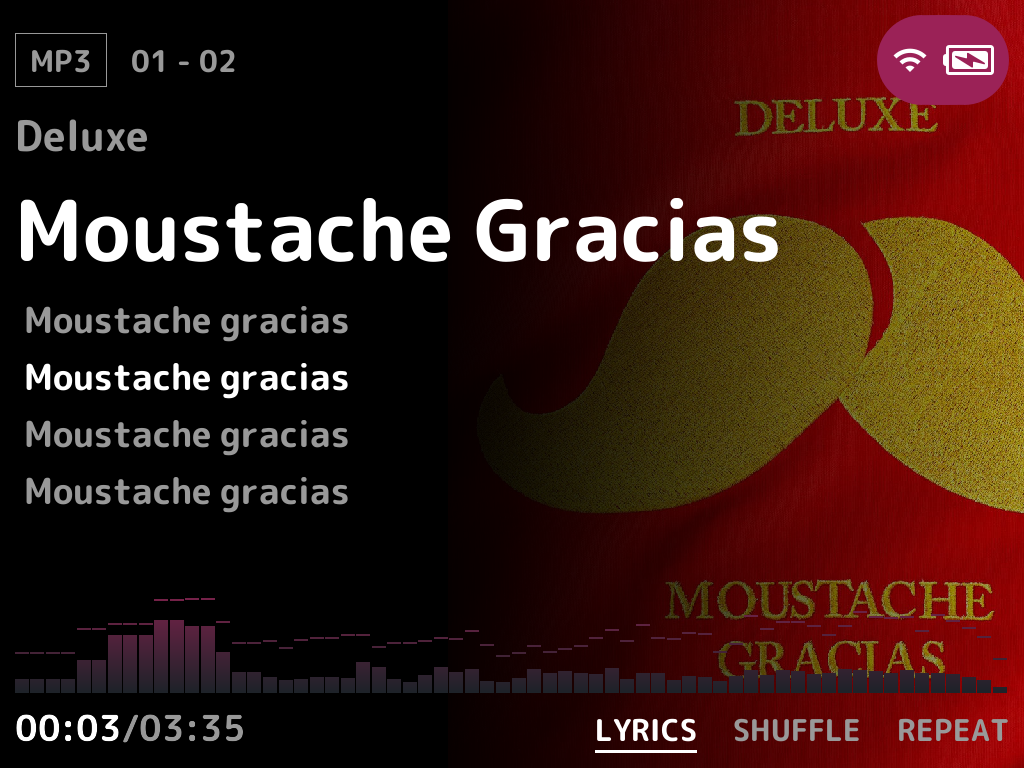 MP3 01 - 02
DELUXE
Deluxe
Moustache Gracias
Moustache gracias
Moustache gracias
Moustache gracias
Moustache gracias
MOUSTACHE
GRACIAS
00:03/03:35 LYRICS SHUFFLE REPEAT